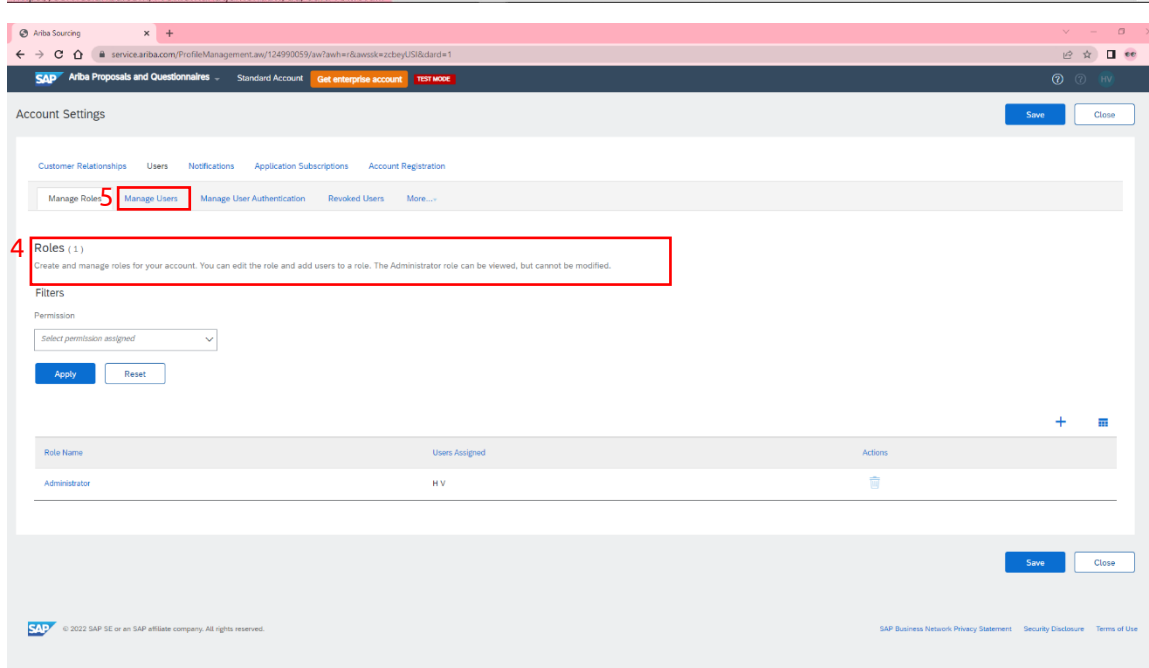 Ariba Sourcing
service.ariba.com/ProfileManagement.aw/124990059/aw?awh=r&awssk=zcbeyUSI&dard=1
SAP Ariba Proposals and Questionnaires Standard Account Get enterprise account TEST MODE HV
Account Settings Save Close
Customer Relationships Users Notifications Application Subscriptions Account Registration
Manage Roles 5 Manage Users Manage User Authentication Revoked Users More...
4 Roles (1)
Create and manage roles for your account. You can edit the role and add users to a role. The Administrator role can be viewed, but cannot be modified.
Filters
Permission
Select permission assigned
Apply Reset
Role Name Users Assigned Actions
Administrator H V
Save Close
SAP © 2022 SAP SE or an SAP affiliate company. All rights reserved. SAP Business Network Privacy Statement Security Disclosure Terms of Use